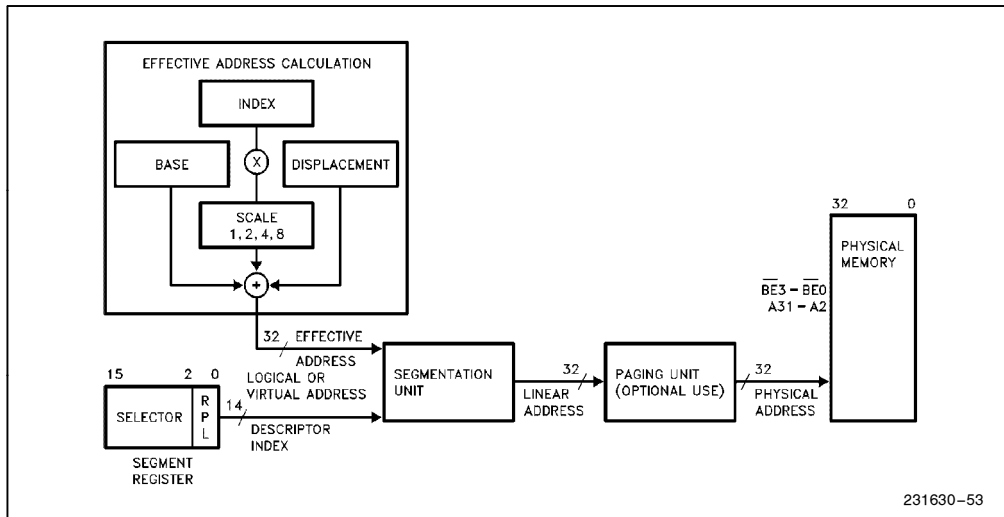 EFFECTIVE ADDRESS CALCULATION
INDEX
BASE
X
DISPLACEMENT
SCALE
1, 2, 4, 8
+
32 0
PHYSICAL
MEMORY
BE3 – BE0
A31 – A2
32 EFFECTIVE
ADDRESS
LOGICAL OR
VIRTUAL ADDRESS
15 2 0
SELECTOR
R
P
L
14
DESCRIPTOR
INDEX
SEGMENT
REGISTER
SEGMENTATION
UNIT
32
LINEAR
ADDRESS
PAGING UNIT
(OPTIONAL USE)
32
PHYSICAL
ADDRESS
231630–53